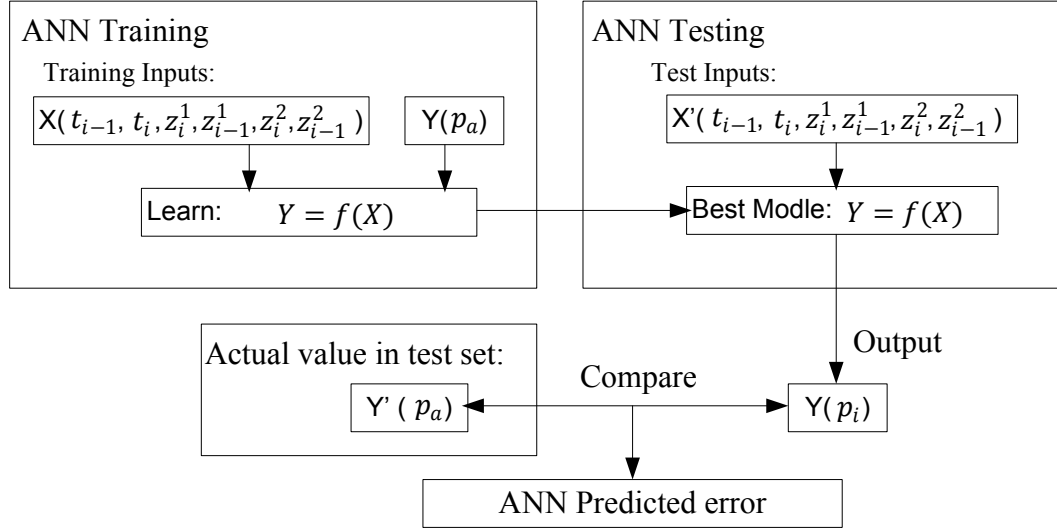 ANN Training
Training Inputs:
X( t_{i-1}, t_i, z_i^1, z_{i-1}^1, z_i^2, z_{i-1}^2 )
Y(p_a)
Learn: Y = f(X)
ANN Testing
Test Inputs:
X’( t_{i-1}, t_i, z_i^1, z_{i-1}^1, z_i^2, z_{i-1}^2 )
Best Modle: Y = f(X)
Output
Actual value in test set:
Y’ ( p_a)
Compare
Y( p_i)
ANN Predicted error